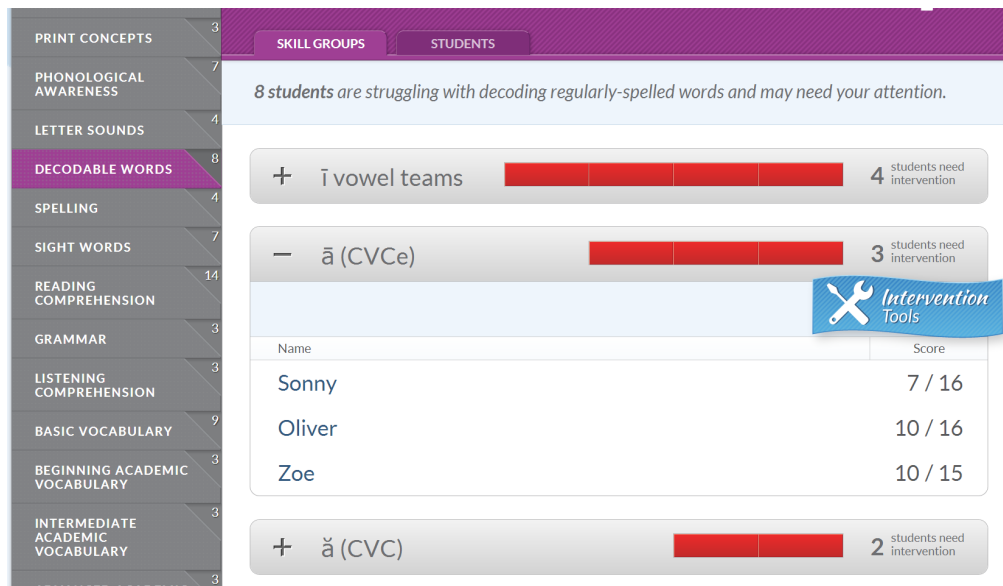 PRINT CONCEPTS 3
PHONOLOGICAL
AWARENESS 7
LETTER SOUNDS 4
DECODABLE WORDS 8
SPELLING 4
SIGHT WORDS 7
READING
COMPREHENSION 14
GRAMMAR 3
LISTENING
COMPREHENSION 3
BASIC VOCABULARY 9
BEGINNING ACADEMIC
VOCABULARY 3
INTERMEDIATE
ACADEMIC
VOCABULARY 3
3
SKILL GROUPS STUDENTS
8 students are struggling with decoding regularly-spelled words and may need your attention.
+ ī vowel teams 4 students need
intervention
− ā (CVCe) 3 students need
intervention
Intervention
Tools
Name Score
Sonny 7 / 16
Oliver 10 / 16
Zoe 10 / 15
+ ă (CVC) 2 students need
intervention